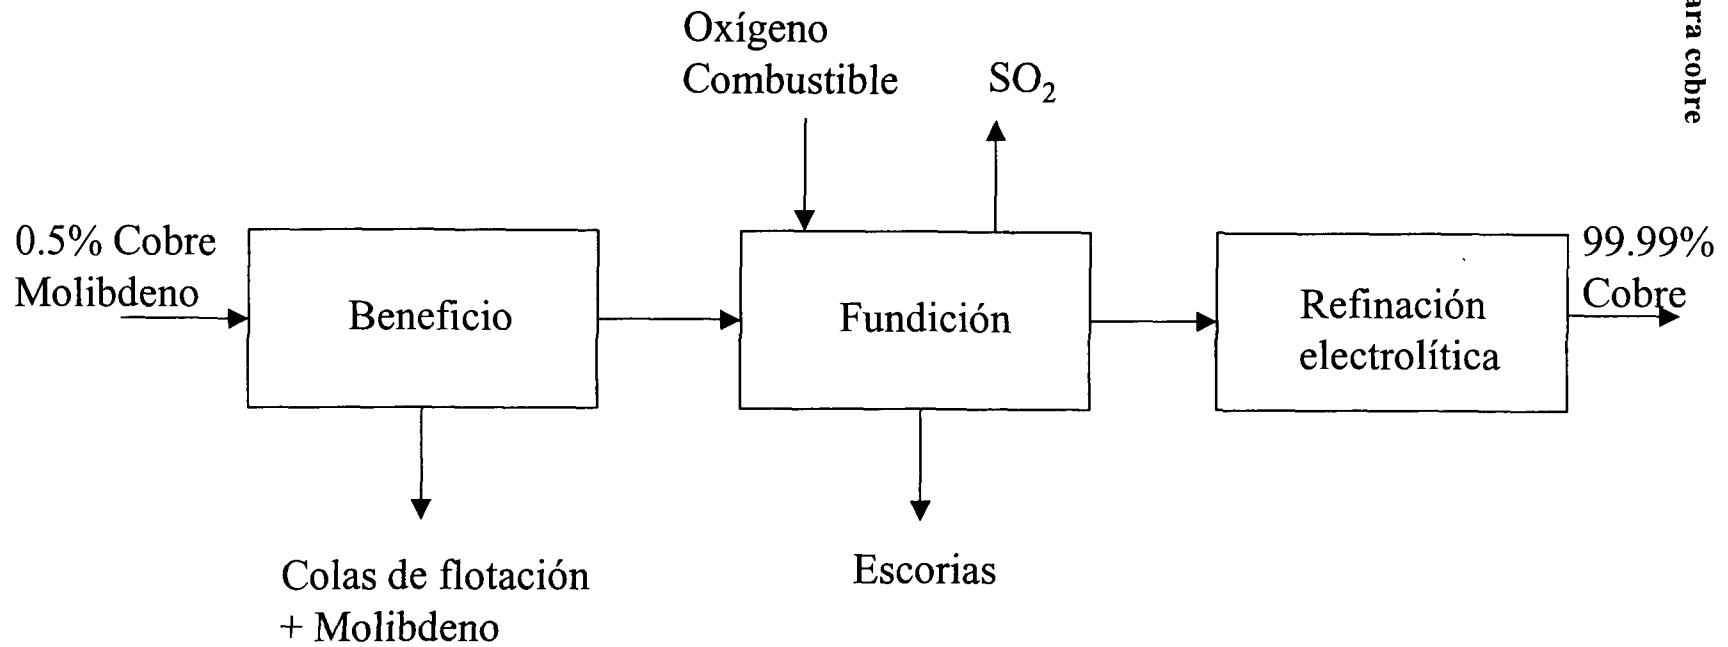 Oxígeno
Combustible
SO₂
0.5% Cobre
Molibdeno
Beneficio
Fundición
Refinación
electrolítica
99.99%
Cobre
Colas de flotación
+ Molibdeno
Escorias
cobre